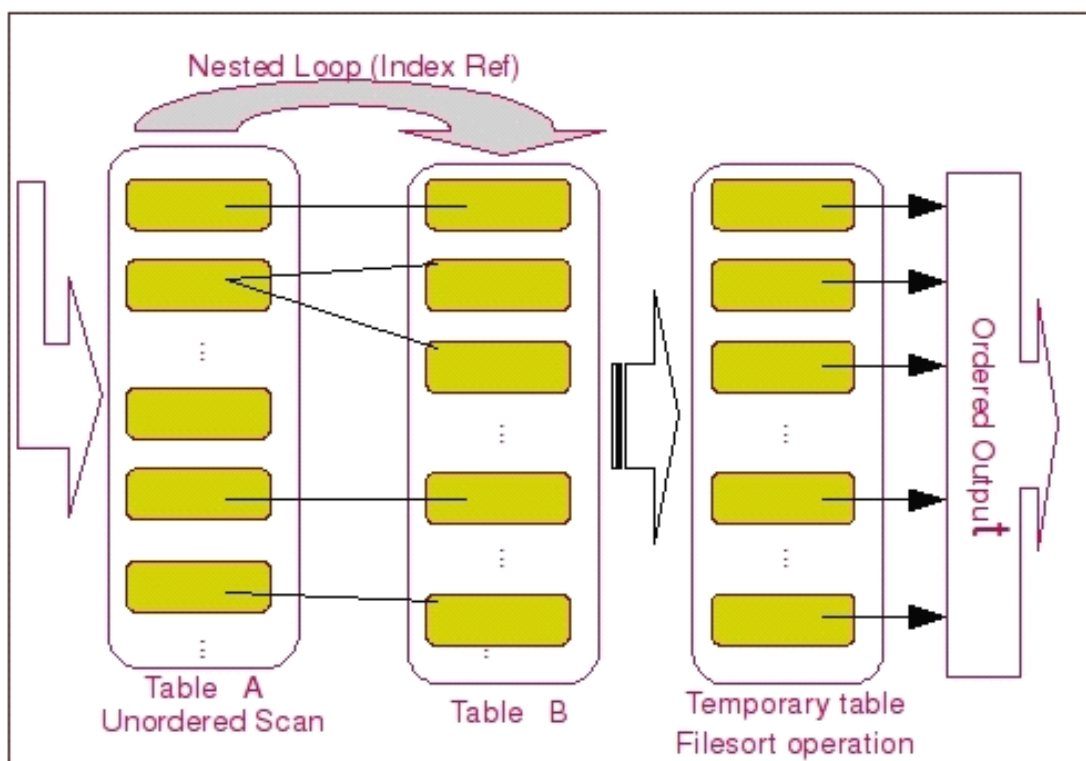 Nested Loop (Index Ref)
Table A
Unordered Scan
Table B
Temporary table
Filesort operation
Ordered Output